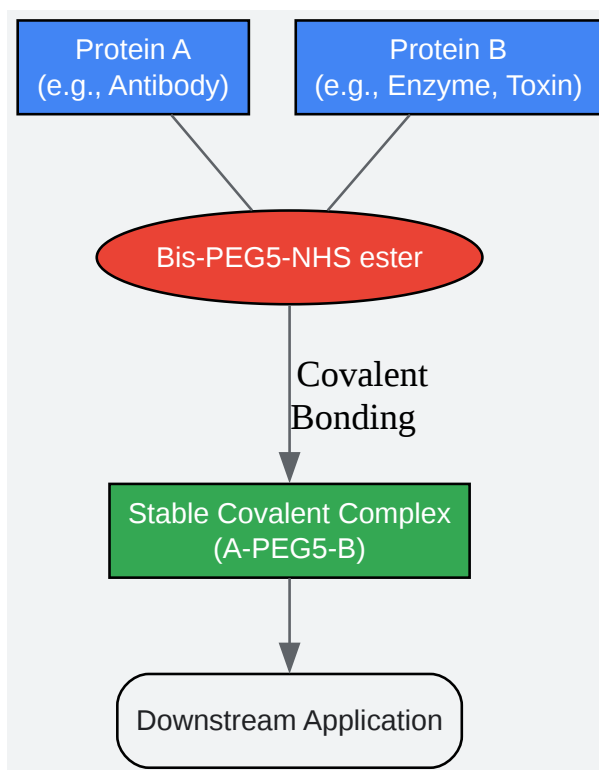 Protein A
(e.g., Antibody)
Protein B
(e.g., Enzyme, Toxin)
Bis-PEG5-NHS ester
Covalent
Bonding
Stable Covalent Complex
(A-PEG5-B)
Downstream Application